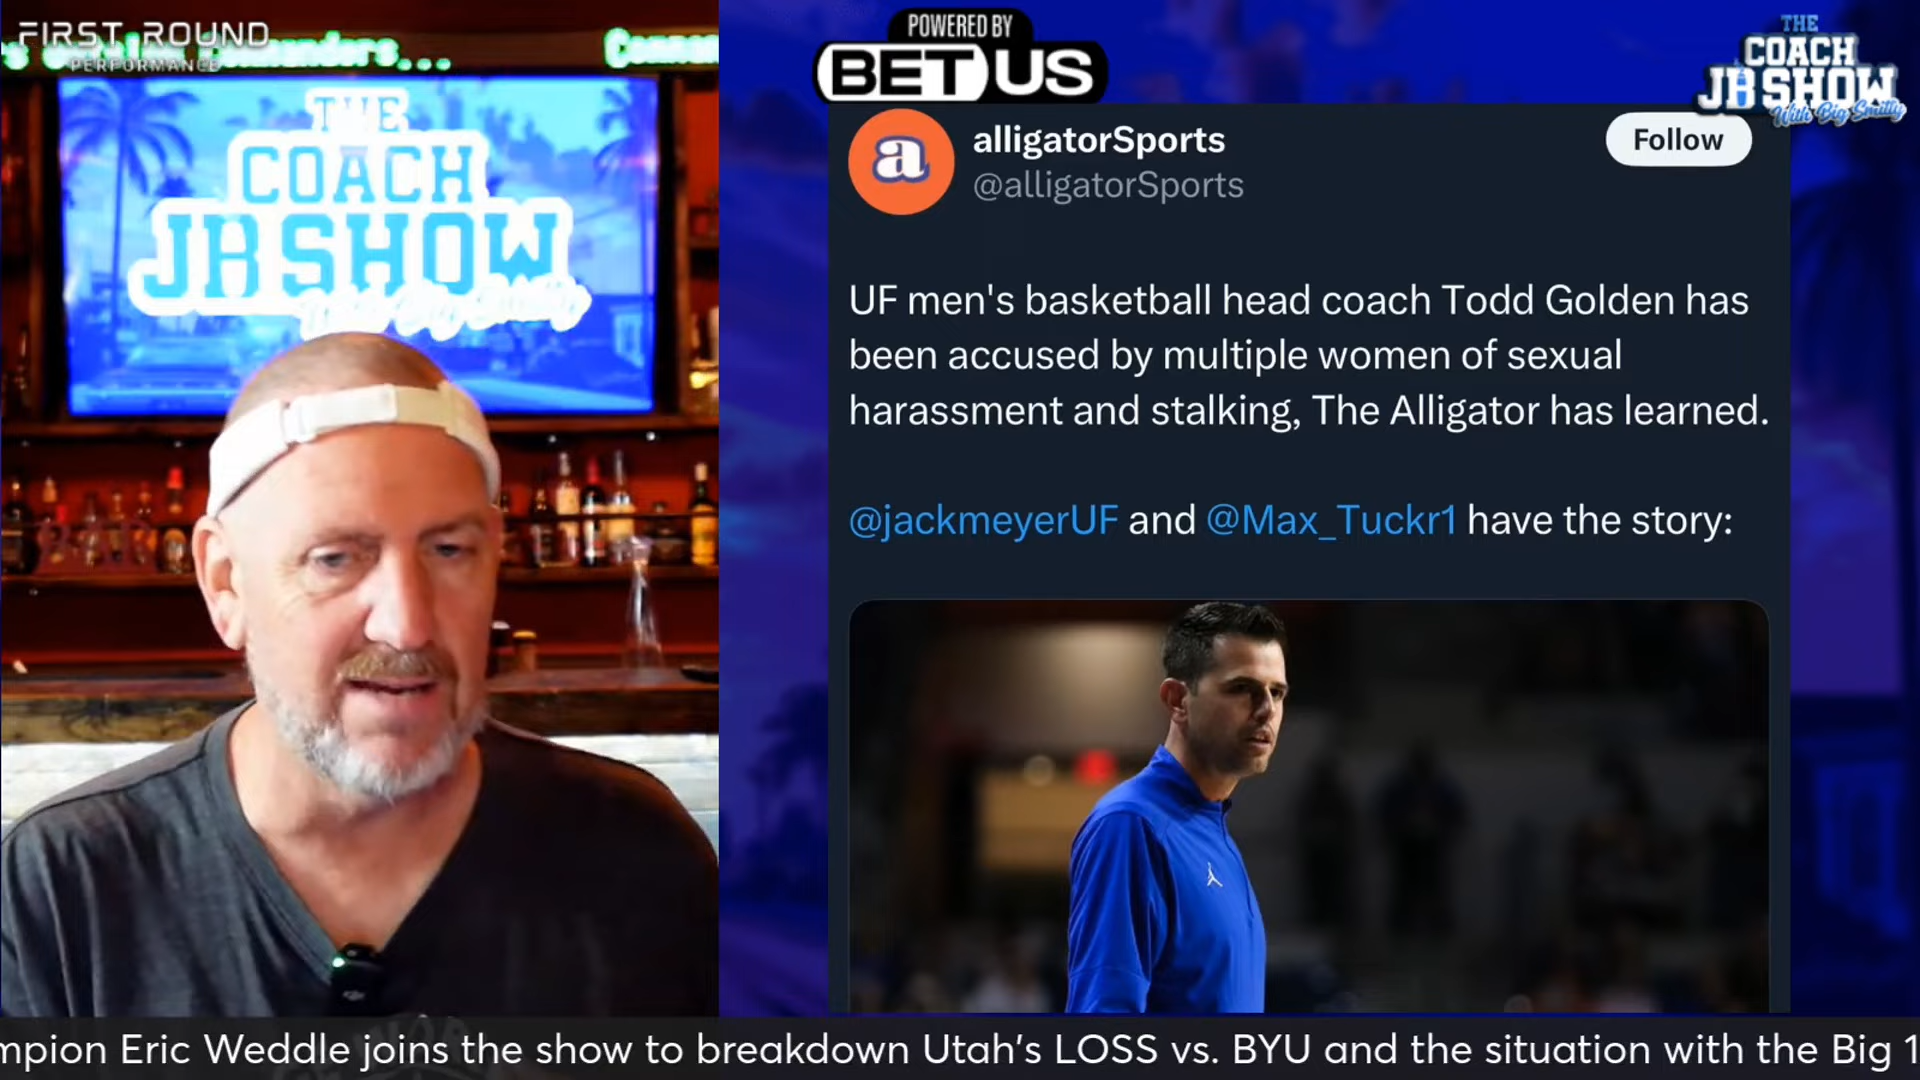 FIRST ROUND
PERFORMANCE
THE
COACH
JB SHOW
POWERED BY
BET US
THE
COACH
JB SHOW
With Big Smitty
alligatorSports
@alligatorSports
Follow
UF men's basketball head coach Todd Golden has
been accused by multiple women of sexual
harassment and stalking, The Alligator has learned.
@jackmeyerUF and @Max_Tuckr1 have the story:
mpion Eric Weddle joins the show to breakdown Utah's LOSS vs. BYU and the situation with the Big 1